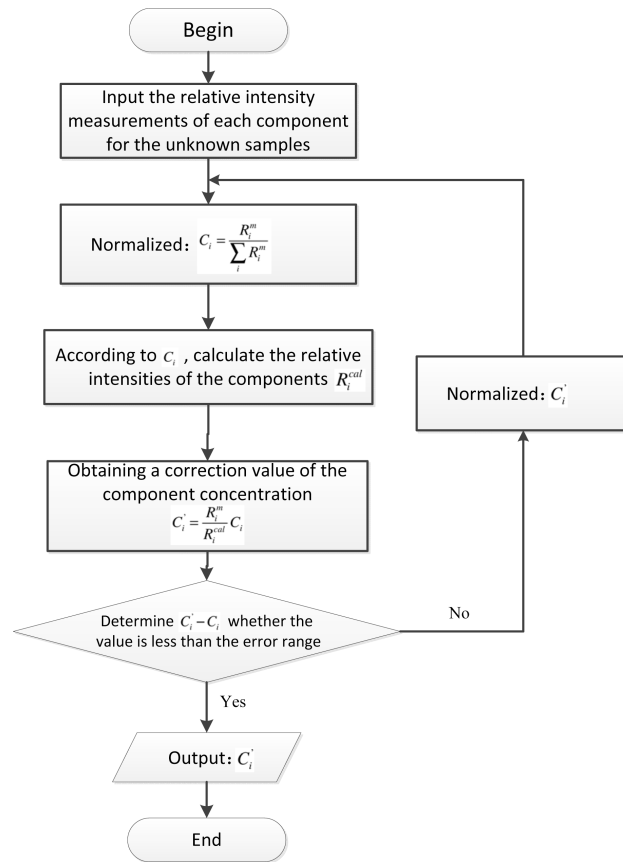 Begin
Input the relative intensity
measurements of each component
for the unknown samples
Normalized: C_i = \frac{R_i^m}{\sum_i R_i^m}
According to C_i , calculate the relative
intensities of the components R_i^{cal}
Obtaining a correction value of the
component concentration
C_i^' = \frac{R_i^m}{R_i^{cal}} C_i
Normalized: C_i^'
Determine C_i^' - C_i whether the
value is less than the error range
No
Yes
Output: C_i^'
End